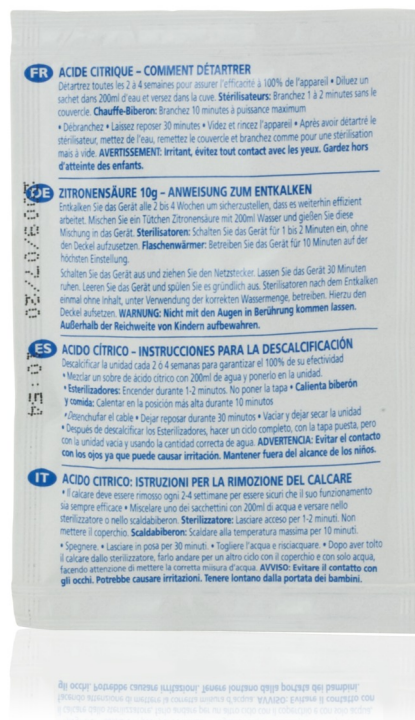 FR ACIDE CITRIQUE – COMMENT DÉTARTRER
Détartrez toutes les 2 à 4 semaines pour assurer l'efficacité à 100% de l'appareil • Diluez un
sachet dans 200ml d'eau et versez dans la cuve. Stérilisateurs: Branchez 1 à 2 minutes sans le
couvercle. Chauffe-Biberon: Branchez 10 minutes à puissance maximum
• Débranchez • Laissez reposer 30 minutes • Videz et rincez l'appareil • Après avoir détartré le
stérilisateur, mettez de l'eau, remettez le couvercle et branchez comme pour une stérilisation
mais à vide. AVERTISSEMENT: Irritant, évitez tout contact avec les yeux. Gardez hors
d'atteinte des enfants.
DE ZITRONENSÄURE 10g – ANWEISUNG ZUM ENTKALKEN
Entkalken Sie das Gerät alle 2 bis 4 Wochen um sicherzustellen, dass es weiterhin effizient
arbeitet. Mischen Sie ein Tütchen Zitronensäure mit 200ml Wasser und gießen Sie diese
Mischung in das Gerät. Sterilisatoren: Schalten Sie das Gerät für 1 bis 2 Minuten ein, ohne
den Deckel aufzusetzen. Flaschenwärmer: Betreiben Sie das Gerät für 10 Minuten auf der
höchsten Einstellung.
Schalten Sie das Gerät aus und ziehen Sie den Netzstecker. Lassen Sie das Gerät 30 Minuten
ruhen. Leeren Sie das Gerät und spülen Sie es gründlich aus. Sterilisatoren nach dem Entkalken
einmal ohne Inhalt, unter Verwendung der korrekten Wassermenge, betreiben. Hierzu den
Deckel aufsetzen. WARNUNG: Nicht mit den Augen in Berührung kommen lassen.
Außerhalb der Reichweite von Kindern aufbewahren.
ES ACIDO CÍTRICO – INSTRUCCIONES PARA LA DESCALCIFICACIÓN
Descalcificar la unidad cada 2 ó 4 semanas para garantizar el 100% de su efectividad
• Mezclar un sobre de ácido cítrico con 200ml de agua y ponerlo en la unidad.
• Esterilizadores: Encender durante 1-2 minutos. No poner la tapa • Calienta biberón
y comida: Calentar en la posición más alta durante 10 minutos
• Desenchufar el cable • Dejar reposar durante 30 minutos • Vaciar y dejar secar la unidad
• Después de descalcificar los Esterilizadores, hacer un ciclo completo, con la tapa puesta, pero
con la unidad vacía y usando la cantidad correcta de agua. ADVERTENCIA: Evitar el contacto
con los ojos ya que puede causar irritación. Mantener fuera del alcance de los niños.
IT ACIDO CITRICO: ISTRUZIONI PER LA RIMOZIONE DEL CALCARE
• Il calcare deve essere rimosso ogni 2-4 settimane per essere sicuri che il suo funzionamento
sia sempre efficace • Miscelare uno dei sacchettini con 200ml di acqua e versare nello
sterilizzatore o nello scaldabiberon. Sterilizzatore: Lasciare acceso per 1-2 minuti. Non
mettere il coperchio. Scaldabiberon: Scaldare alla temperatura massima per 10 minuti.
• Spegnere. • Lasciare in posa per 30 minuti. • Togliere l'acqua e risciacquare. • Dopo aver tolto
il calcare dallo sterilizzatore, farlo andare per un altro ciclo con il coperchio e con solo acqua,
facendo attenzione di mettere la corretta misura d'acqua. AVVISO: Evitare il contatto con
gli occhi. Potrebbe causare irritazioni. Tenere lontano dalla portata dei bambini.